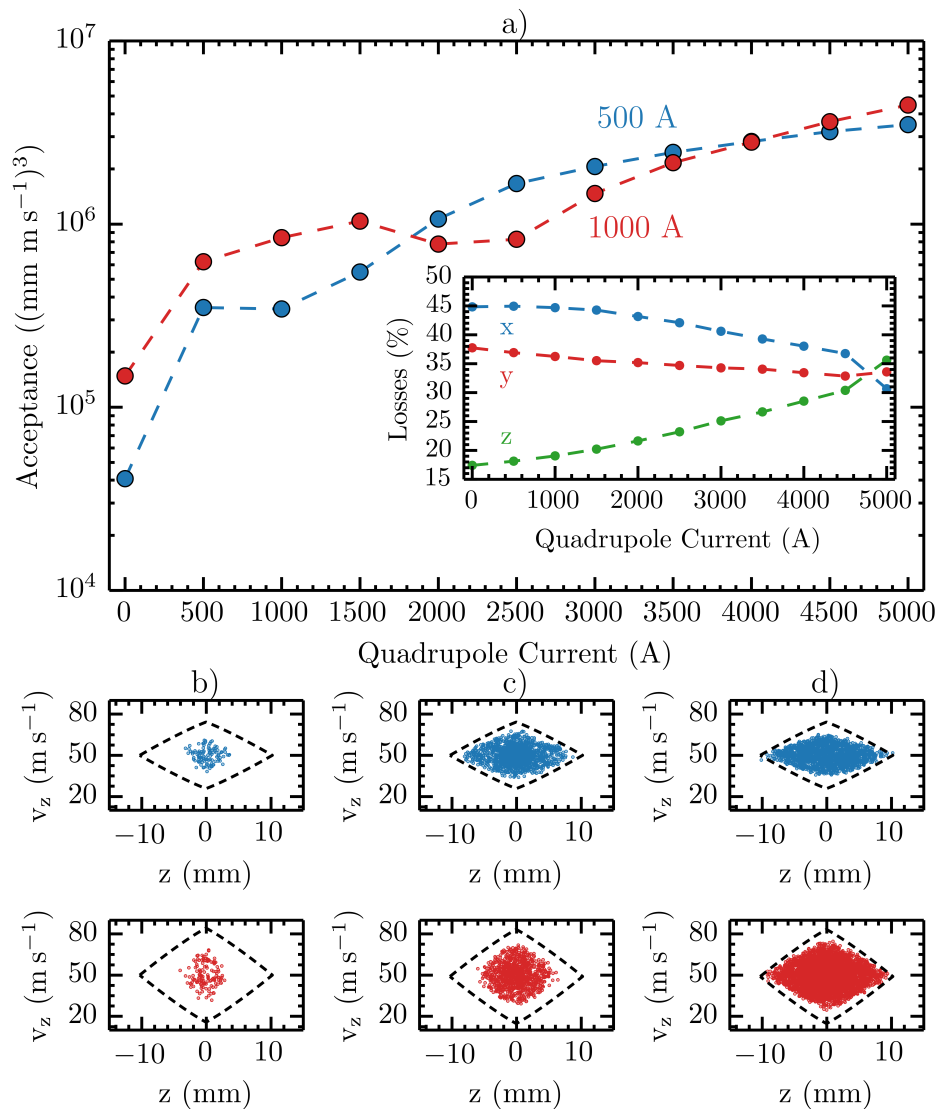 a)
10^7
10^6
10^5
10^4
Acceptance ((mm m s^−1)^3)
500 A
1000 A
50
45
40
35
30
25
20
15
Losses (%)
x
y
z
0 1000 2000 3000 4000 5000
Quadrupole Current (A)
0 500 1000 1500 2000 2500 3000 3500 4000 4500 5000
Quadrupole Current (A)
b) c) d)
80
50
20
v_z (m s^−1)
−10 0 10
z (mm)
80
50
20
v_z (m s^−1)
−10 0 10
z (mm)
80
50
20
v_z (m s^−1)
−10 0 10
z (mm)
80
50
20
v_z (m s^−1)
−10 0 10
z (mm)
80
50
20
v_z (m s^−1)
−10 0 10
z (mm)
80
50
20
v_z (m s^−1)
−10 0 10
z (mm)